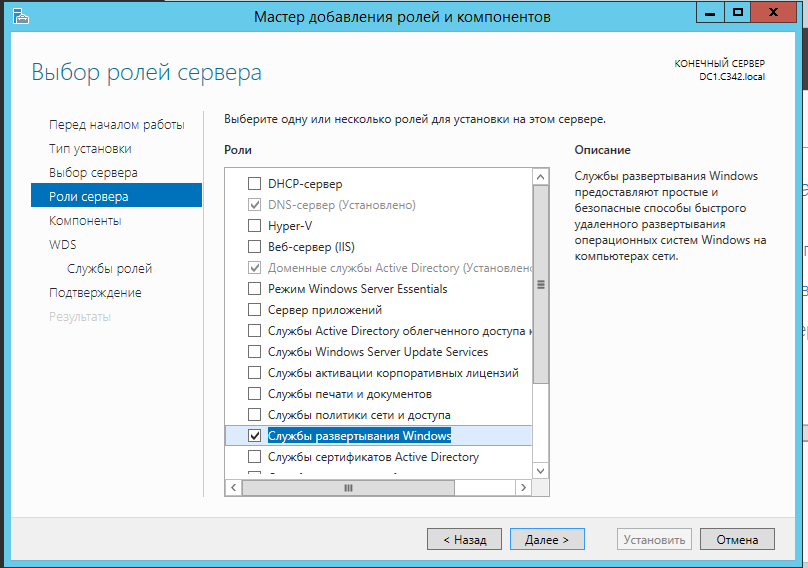 Мастер добавления ролей и компонентов
Выбор ролей сервера
КОНЕЧНЫЙ СЕРВЕР
DC1.C342.local
Перед началом работы
Тип установки
Выбор сервера
Роли сервера
Компоненты
WDS
Службы ролей
Подтверждение
Результаты
Выберите одну или несколько ролей для установки на этом сервере.
Роли
DHCP-сервер
DNS-сервер (Установлено)
Hyper-V
Веб-сервер (IIS)
Доменные службы Active Directory (Установлено
Режим Windows Server Essentials
Сервер приложений
Службы Active Directory облегченного доступа к
Службы Windows Server Update Services
Службы активации корпоративных лицензий
Службы печати и документов
Службы политики сети и доступа
Службы развертывания Windows
Службы сертификатов Active Directory
Описание
Службы развертывания Windows
предоставляют простые и
безопасные способы быстрого
удаленного развертывания
операционных систем Windows на
компьютерах сети.
< Назад
Далее >
Установить
Отмена